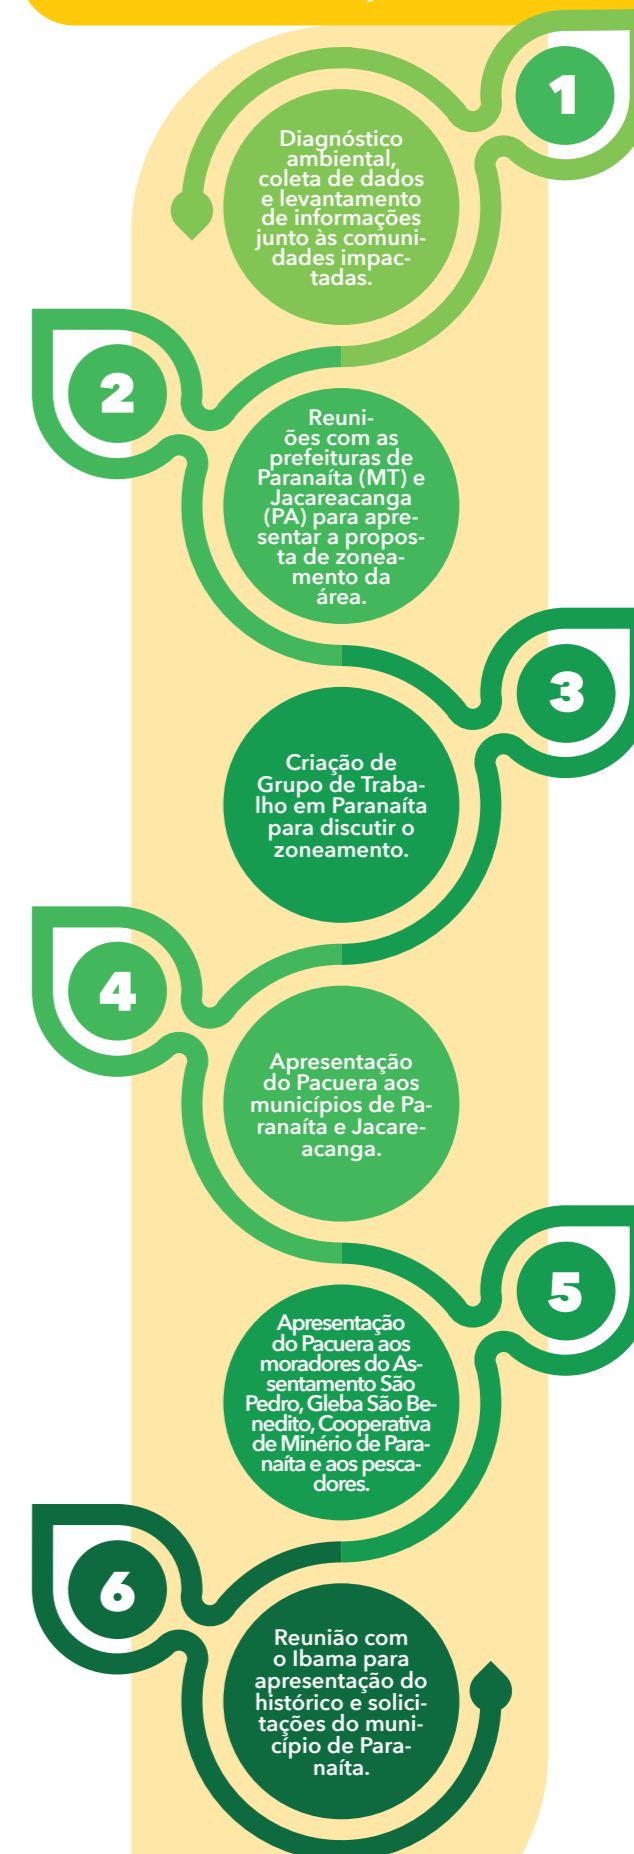 1
Diagnóstico
ambiental,
coleta de dados
e levantamento
de informações
junto às comuni-
dades impac-
tadas.
2
Reuni-
ões com as
prefeituras de
Paranaíta (MT) e
Jacareacanga
(PA) para apre-
sentar a propos-
ta de zonea-
mento da
área.
3
Criação de
Grupo de Traba-
lho em Paranaíta
para discutir o
zoneamento.
4
Apresentação
do Pacuera aos
municípios de Pa-
ranaíta e Jacare-
acanga.
5
Apresentação
do Pacuera aos
moradores do As-
sentamento São
Pedro, Gleba São Be-
nedito, Cooperativa
de Minério de Para-
naíta e aos pesca-
dores.
6
Reunião com
o Ibama para
apresentação do
histórico e solici-
tações do muni-
cípio de Para-
naíta.